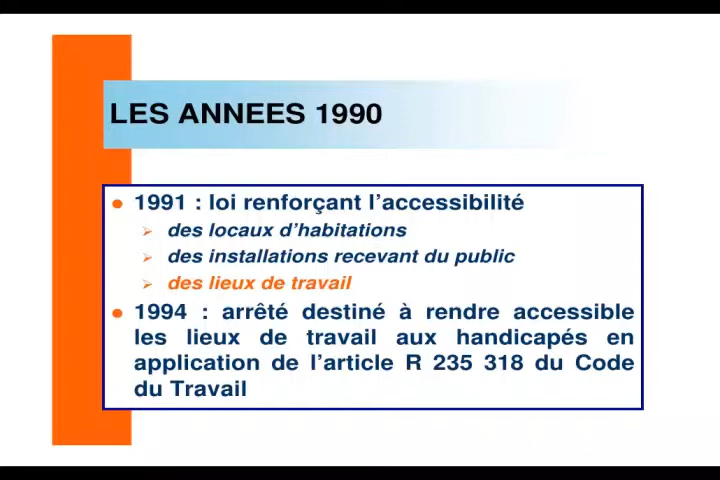 LES ANNEES 1990
1991 : loi renforçant l'accessibilité
des locaux d'habitations
des installations recevant du public
des lieux de travail
1994 : arrêté destiné à rendre accessible
les lieux de travail aux handicapés en
application de l'article R 235 318 du Code
du Travail